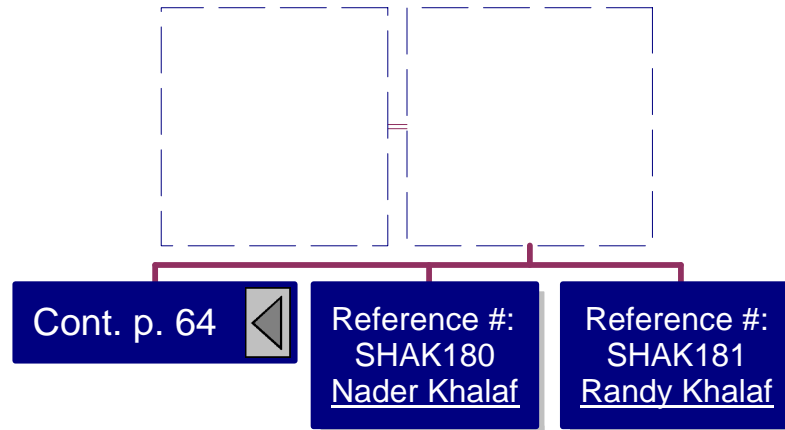 Cont. p. 64
Reference #:
SHAK180
Nader Khalaf
Reference #:
SHAK181
Randy Khalaf